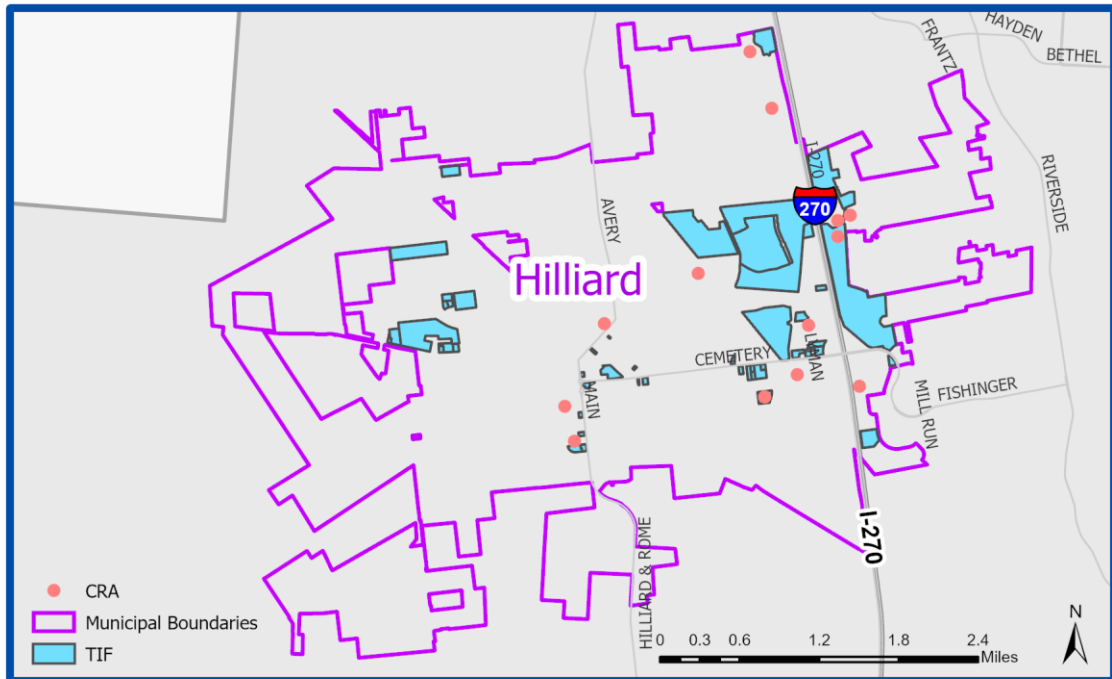 HAYDEN
FRANTZ
BETHEL
I-270
270
RIVERSIDE
AVERY
Hilliard
CEMETERY
LYMAN
MAIN
FISHINGER
MILL RUN
HILLIARD & ROME
I-270
CRA
Municipal Boundaries
TIF
0 0.3 0.6 1.2 1.8 2.4
Miles
N